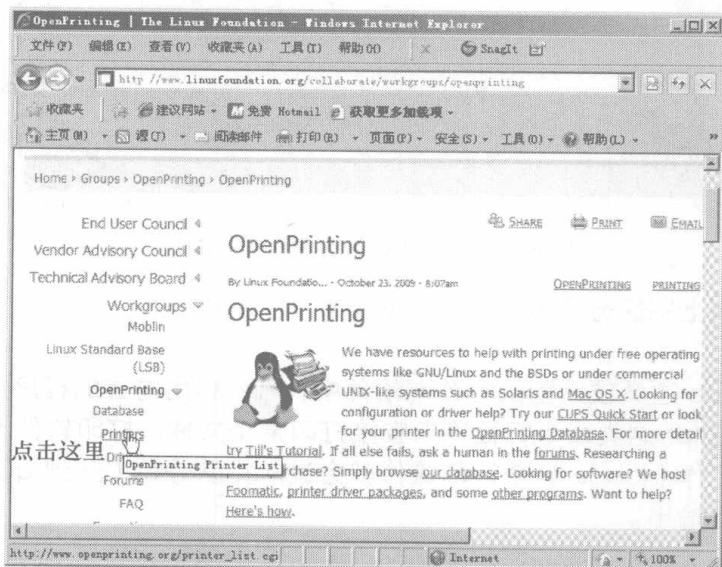 OpenPrinting | The Linux Foundation - Windows Internet Explorer
文件(F) 编辑(E) 查看(V) 收藏夹(A) 工具(T) 帮助(H) × SnagIt
http://www.linuxfoundation.org/collaborate/workgroups/openprinting
收藏夹 建议网站 免费 Hotmail 获取更多加载项
主页(M) 源(J) 阅读邮件 打印(R) 页面(P) 安全(S) 工具(O) 帮助(L) »
Home › Groups › OpenPrinting › OpenPrinting
SHARE PRINT EMAIL
End User Council
Vendor Advisory Council
Technical Advisory Board
Workgroups
Moblin
Linux Standard Base
(LSB)
OpenPrinting
Database
Printers
点击这里
OpenPrinting Printer List
Forums
FAQ
OpenPrinting
By Linux Foundatio... - October 23, 2009 - 8:07am
OPENPRINTING PRINTING
OpenPrinting
We have resources to help with printing under free operating
systems like GNU/Linux and the BSDs or under commercial
UNIX-like systems such as Solaris and Mac OS X. Looking for
configuration or driver help? Try our CUPS Quick Start or look
for your printer in the OpenPrinting Database. For more detail
try Till's Tutorial. If all else fails, ask a human in the forums. Researching a
rchase? Simply browse our database. Looking for software? We host
Foomatic, printer driver packages, and some other programs. Want to help?
Here's how.
http://www.openprinting.org/printer_list.cgi Internet 100%